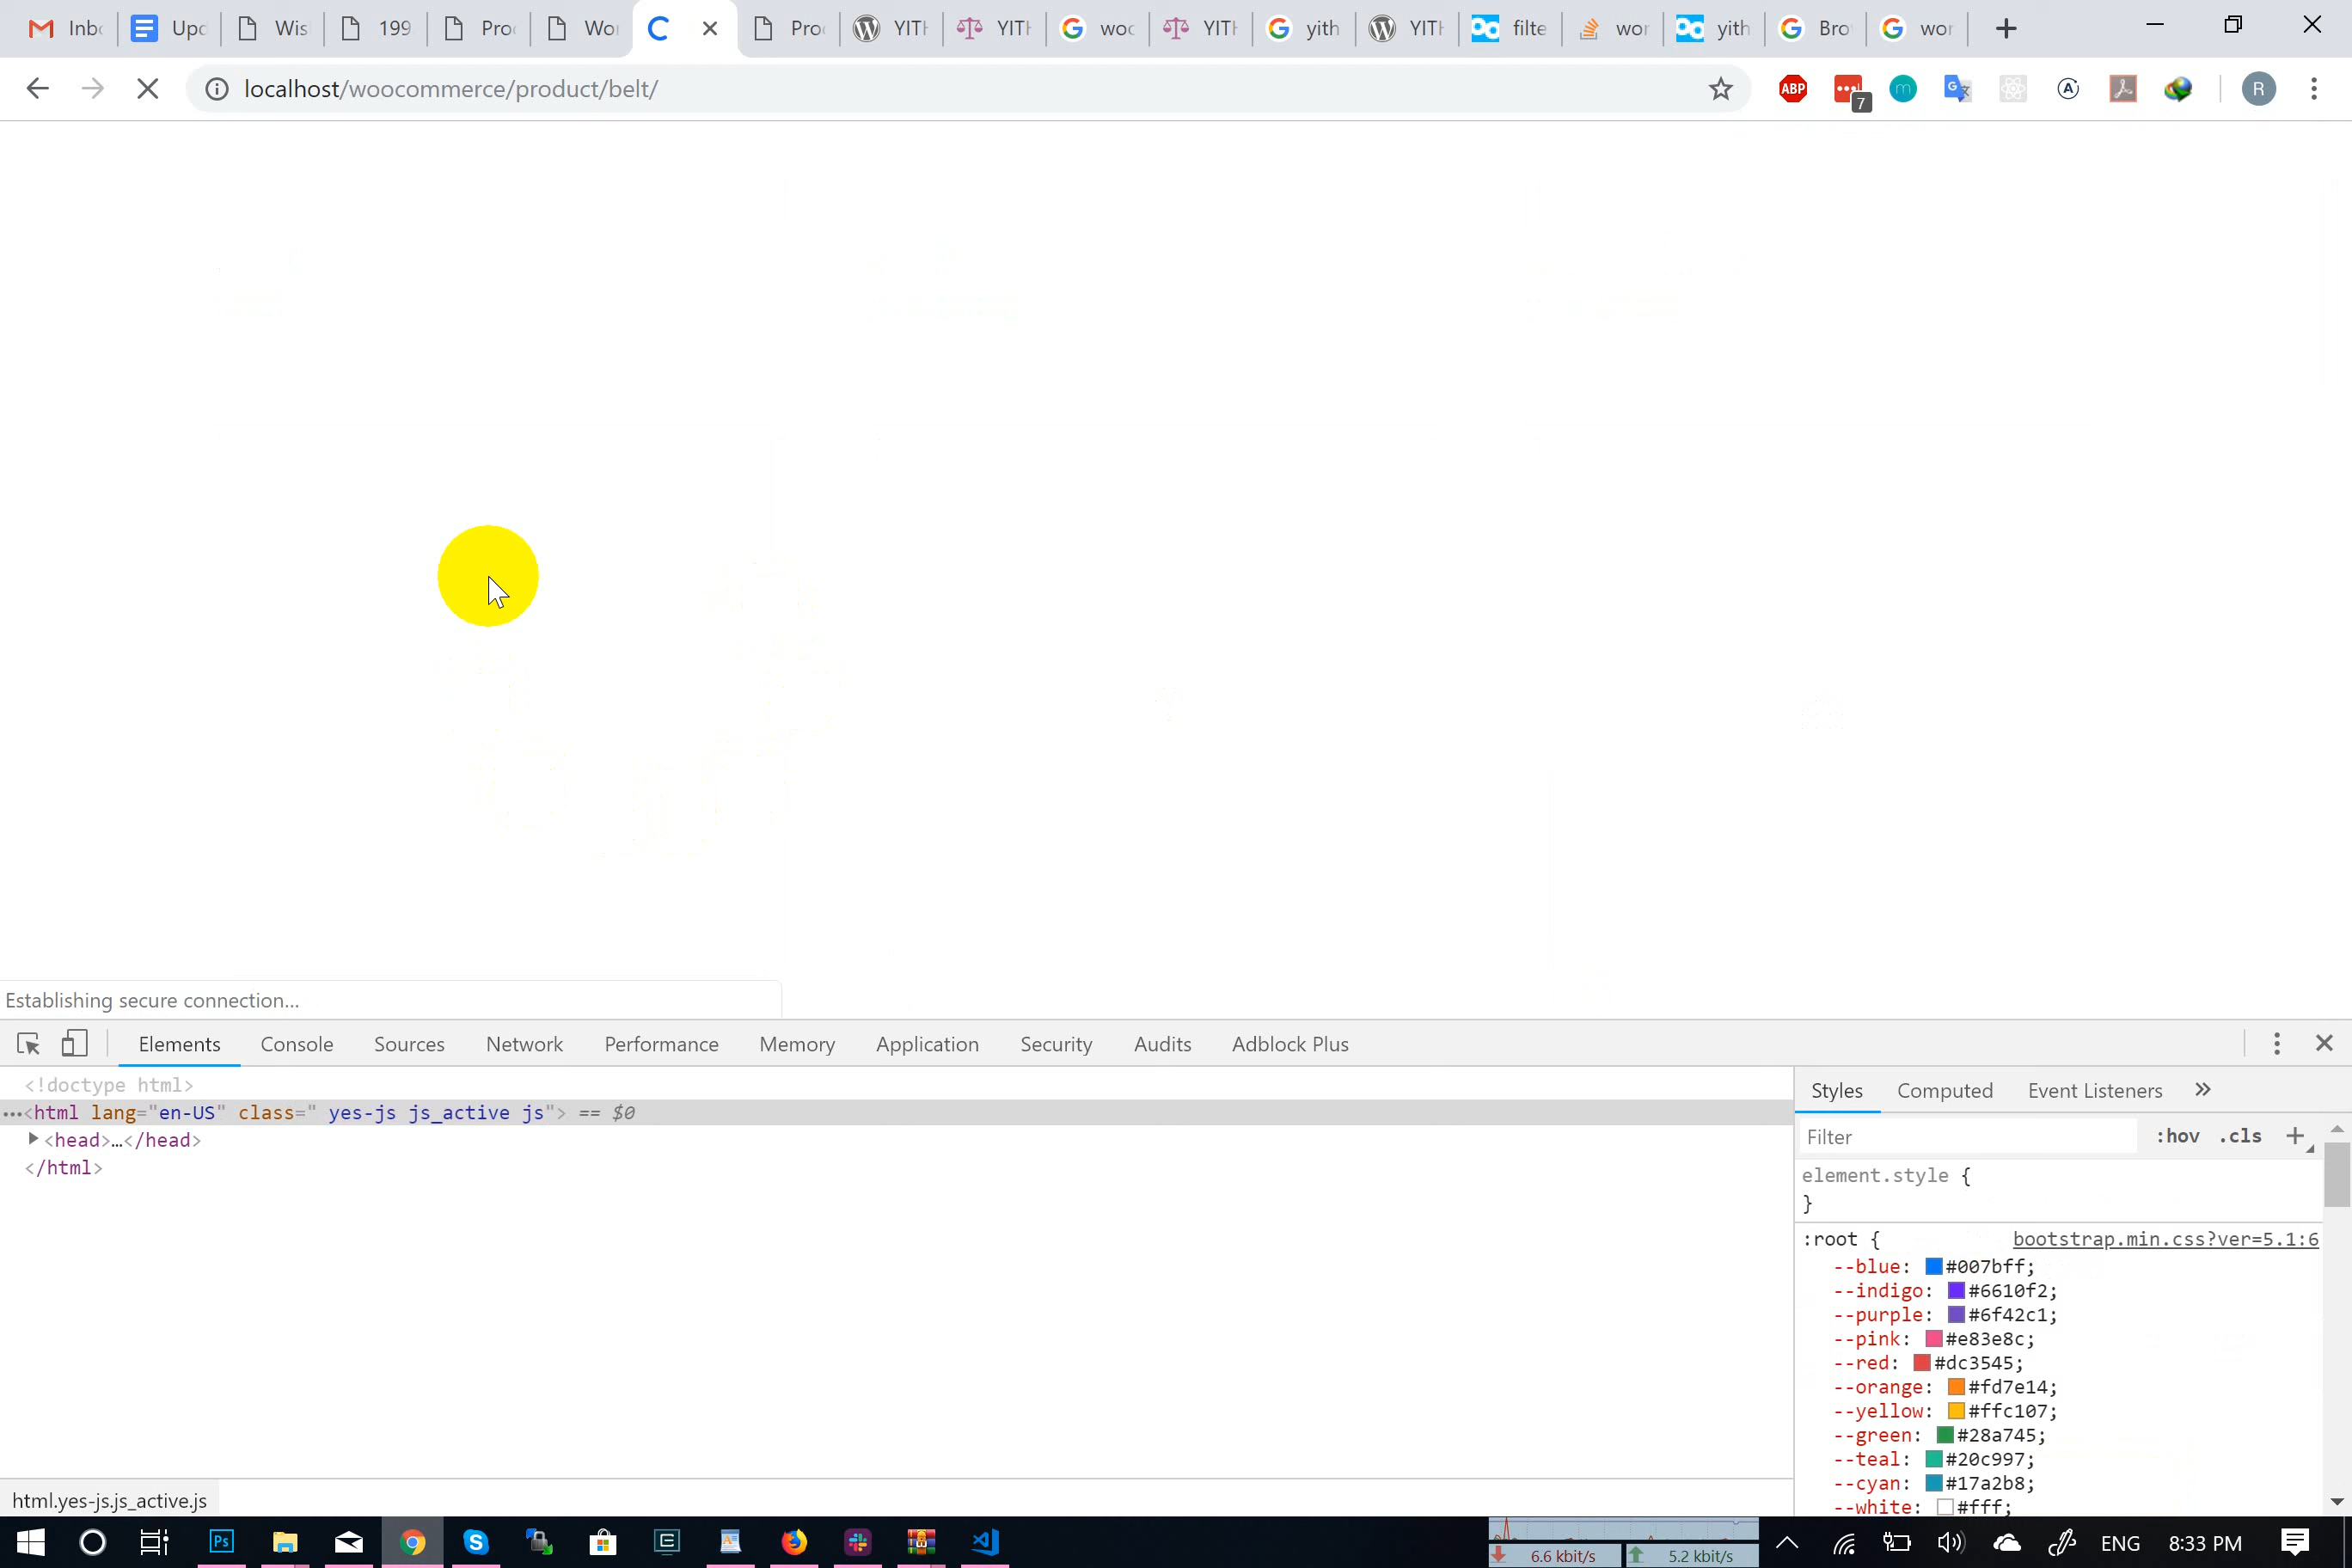 Inbo
Upd
Wis
199
Pro
Wor
Pro
YITH
YITH
woo
YITH
yith
YITH
filte
wor
yith
Bro
wor
localhost/woocommerce/product/belt/
ABP
7
R
Establishing secure connection...
Elements Console Sources Network Performance Memory Application Security Audits Adblock Plus
<!doctype html>
…<html lang="en-US" class=" yes-js js_active js"> == $0
<head>…</head>
</html>
html.yes-js.js_active.js
Styles Computed Event Listeners »
Filter :hov .cls +
element.style {
}
:root { bootstrap.min.css?ver=5.1:6
--blue: #007bff;
--indigo: #6610f2;
--purple: #6f42c1;
--pink: #e83e8c;
--red: #dc3545;
--orange: #fd7e14;
--yellow: #ffc107;
--green: #28a745;
--teal: #20c997;
--cyan: #17a2b8;
--white: #fff;
Ps
6.6 kbit/s 5.2 kbit/s
ENG 8:33 PM